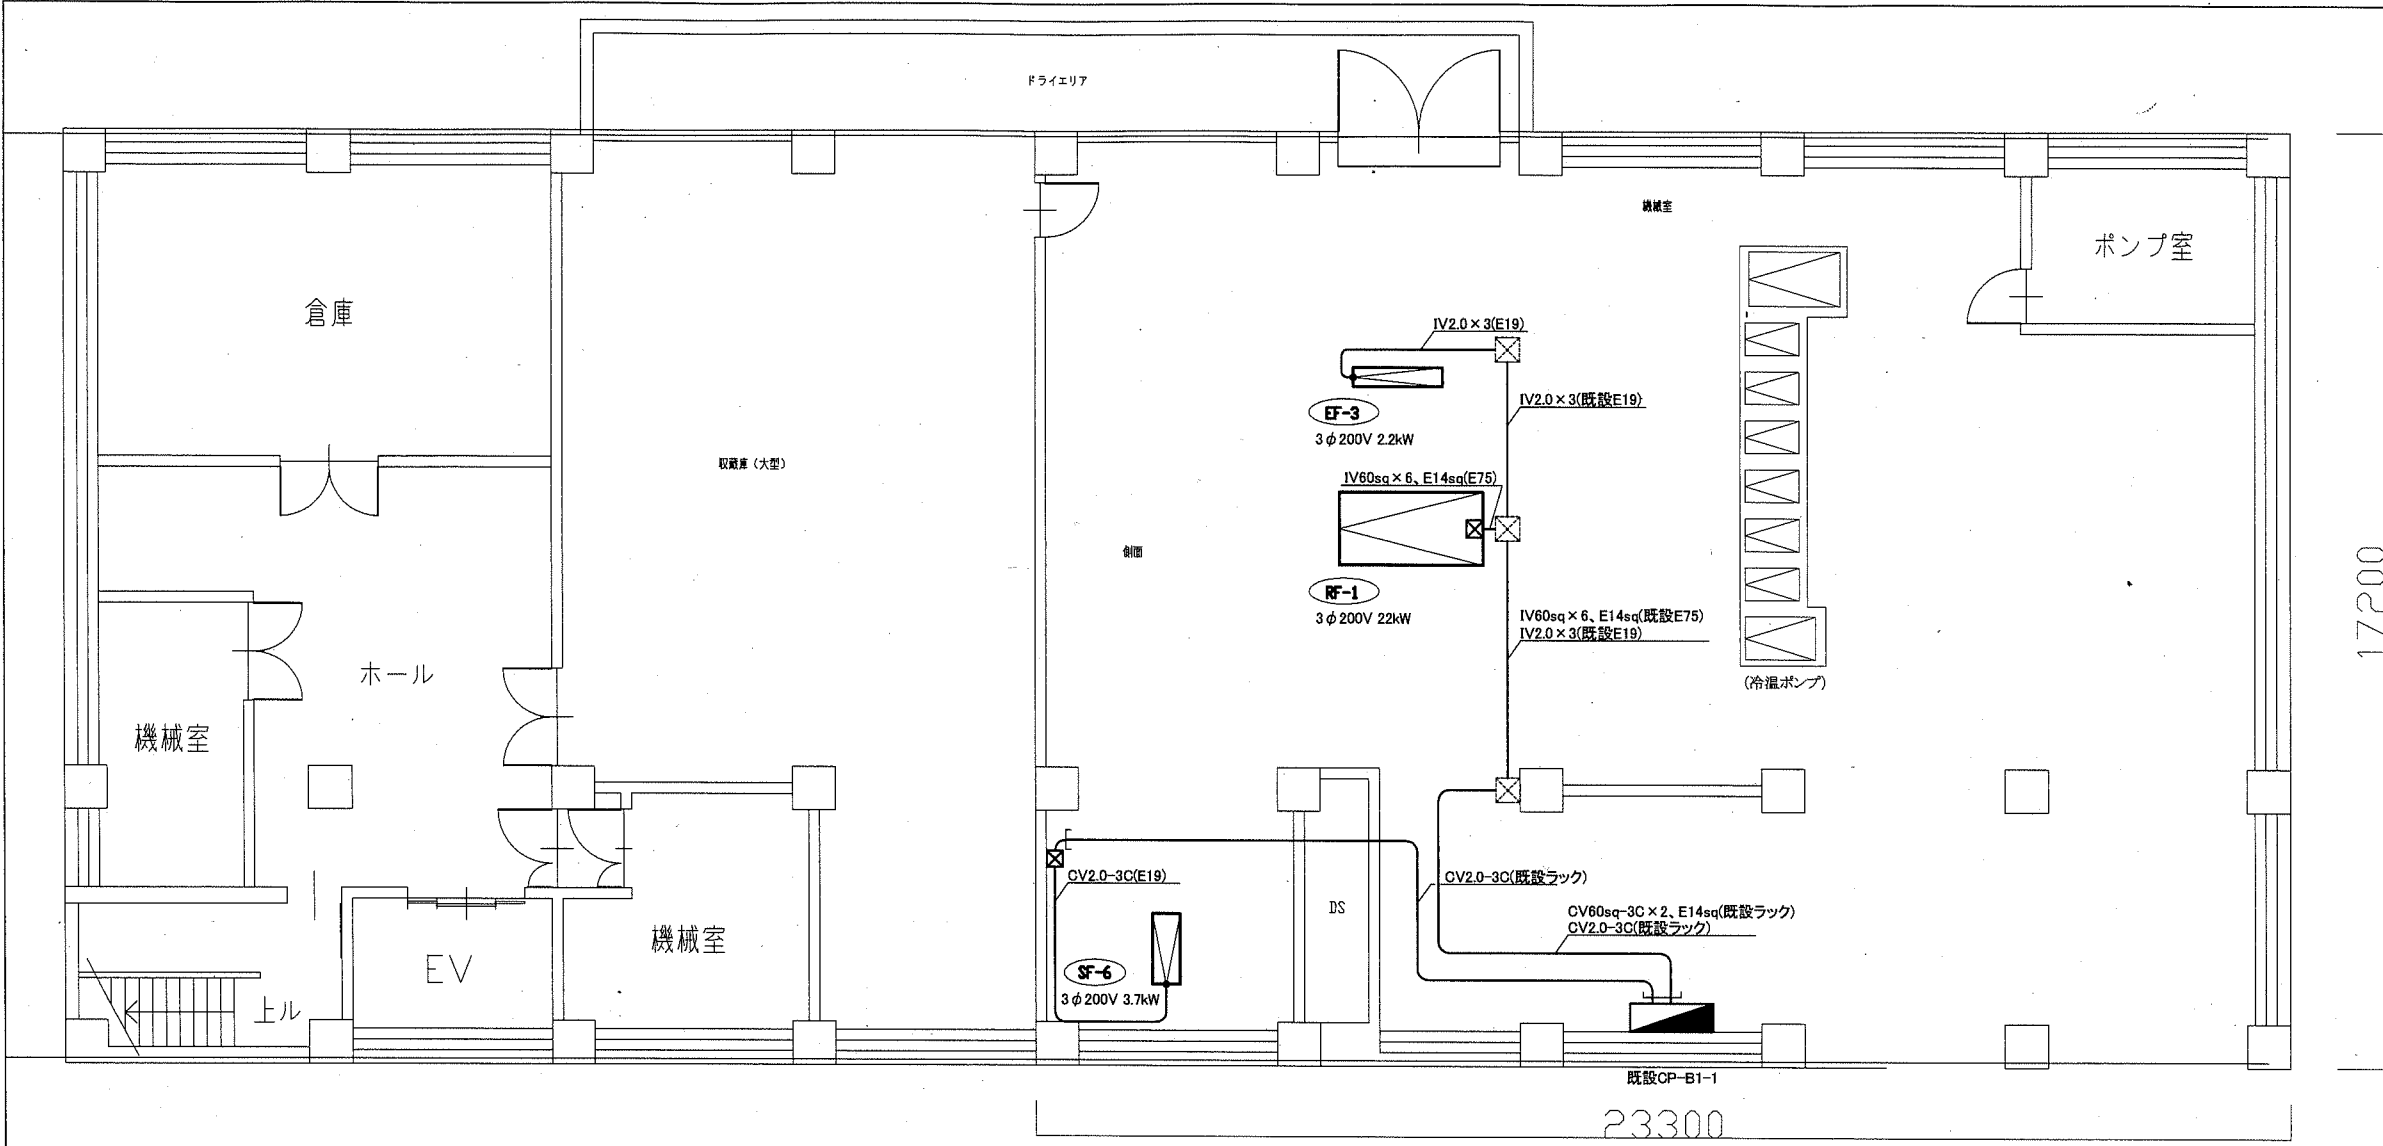 ドライエリア
機械室
ポンプ室
倉庫
IV2.0×3(E19)
IV2.0×3(既設E19)
EF-3
3φ200V 2.2kW
収蔵庫(大型)
IV60sq×6、E14sq(E75)
側面
RF-1
3φ200V 22kW
IV60sq×6、E14sq(既設E75)
IV2.0×3(既設E19)
17200
ホール
(冷温ポンプ)
機械室
CV2.0-3C(E19)
CV2.0-3C(既設ラック)
DS
CV60sq-3C×2、E14sq(既設ラック)
CV2.0-3C(既設ラック)
機械室
EV
SF-6
3φ200V 3.7kW
上ル
既設CP-B1-1
23300